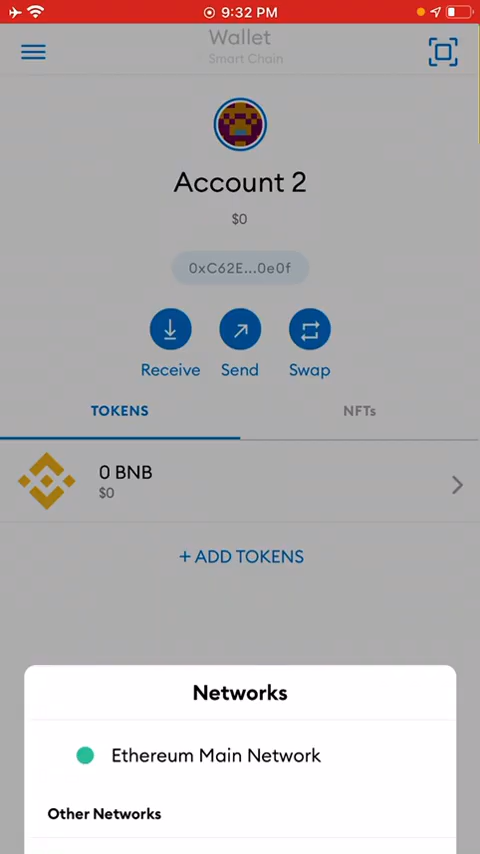 9:32 PM
Wallet
Smart Chain
Account 2
$0
0xC62E...0e0f
Receive Send Swap
TOKENS NFTs
0 BNB
$0
+ ADD TOKENS
Networks
Ethereum Main Network
Other Networks